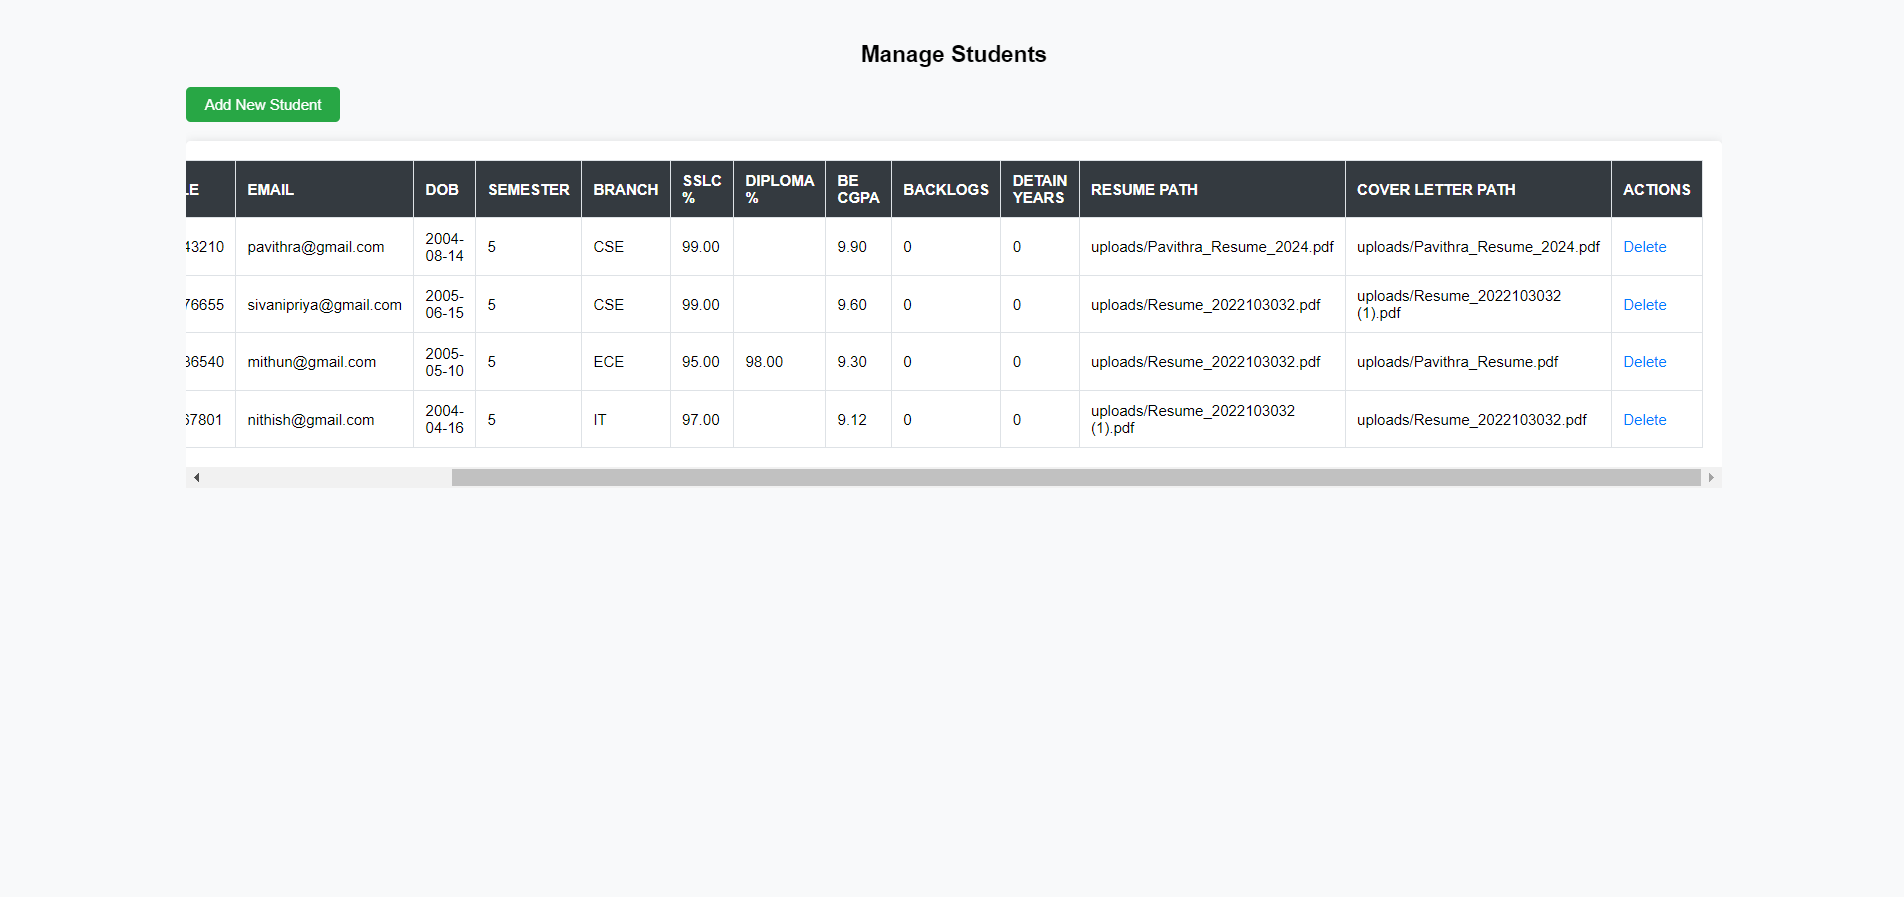 Manage Students
Add New Student
LE EMAIL DOB SEMESTER BRANCH SSLC % DIPLOMA % BE CGPA BACKLOGS DETAIN YEARS RESUME PATH COVER LETTER PATH ACTIONS
43210 pavithra@gmail.com 2004-08-14 5 CSE 99.00 9.90 0 0 uploads/Pavithra_Resume_2024.pdf uploads/Pavithra_Resume_2024.pdf Delete
76655 sivanipriya@gmail.com 2005-06-15 5 CSE 99.00 9.60 0 0 uploads/Resume_2022103032.pdf uploads/Resume_2022103032 (1).pdf Delete
36540 mithun@gmail.com 2005-05-10 5 ECE 95.00 98.00 9.30 0 0 uploads/Resume_2022103032.pdf uploads/Pavithra_Resume.pdf Delete
67801 nithish@gmail.com 2004-04-16 5 IT 97.00 9.12 0 0 uploads/Resume_2022103032 (1).pdf uploads/Resume_2022103032.pdf Delete